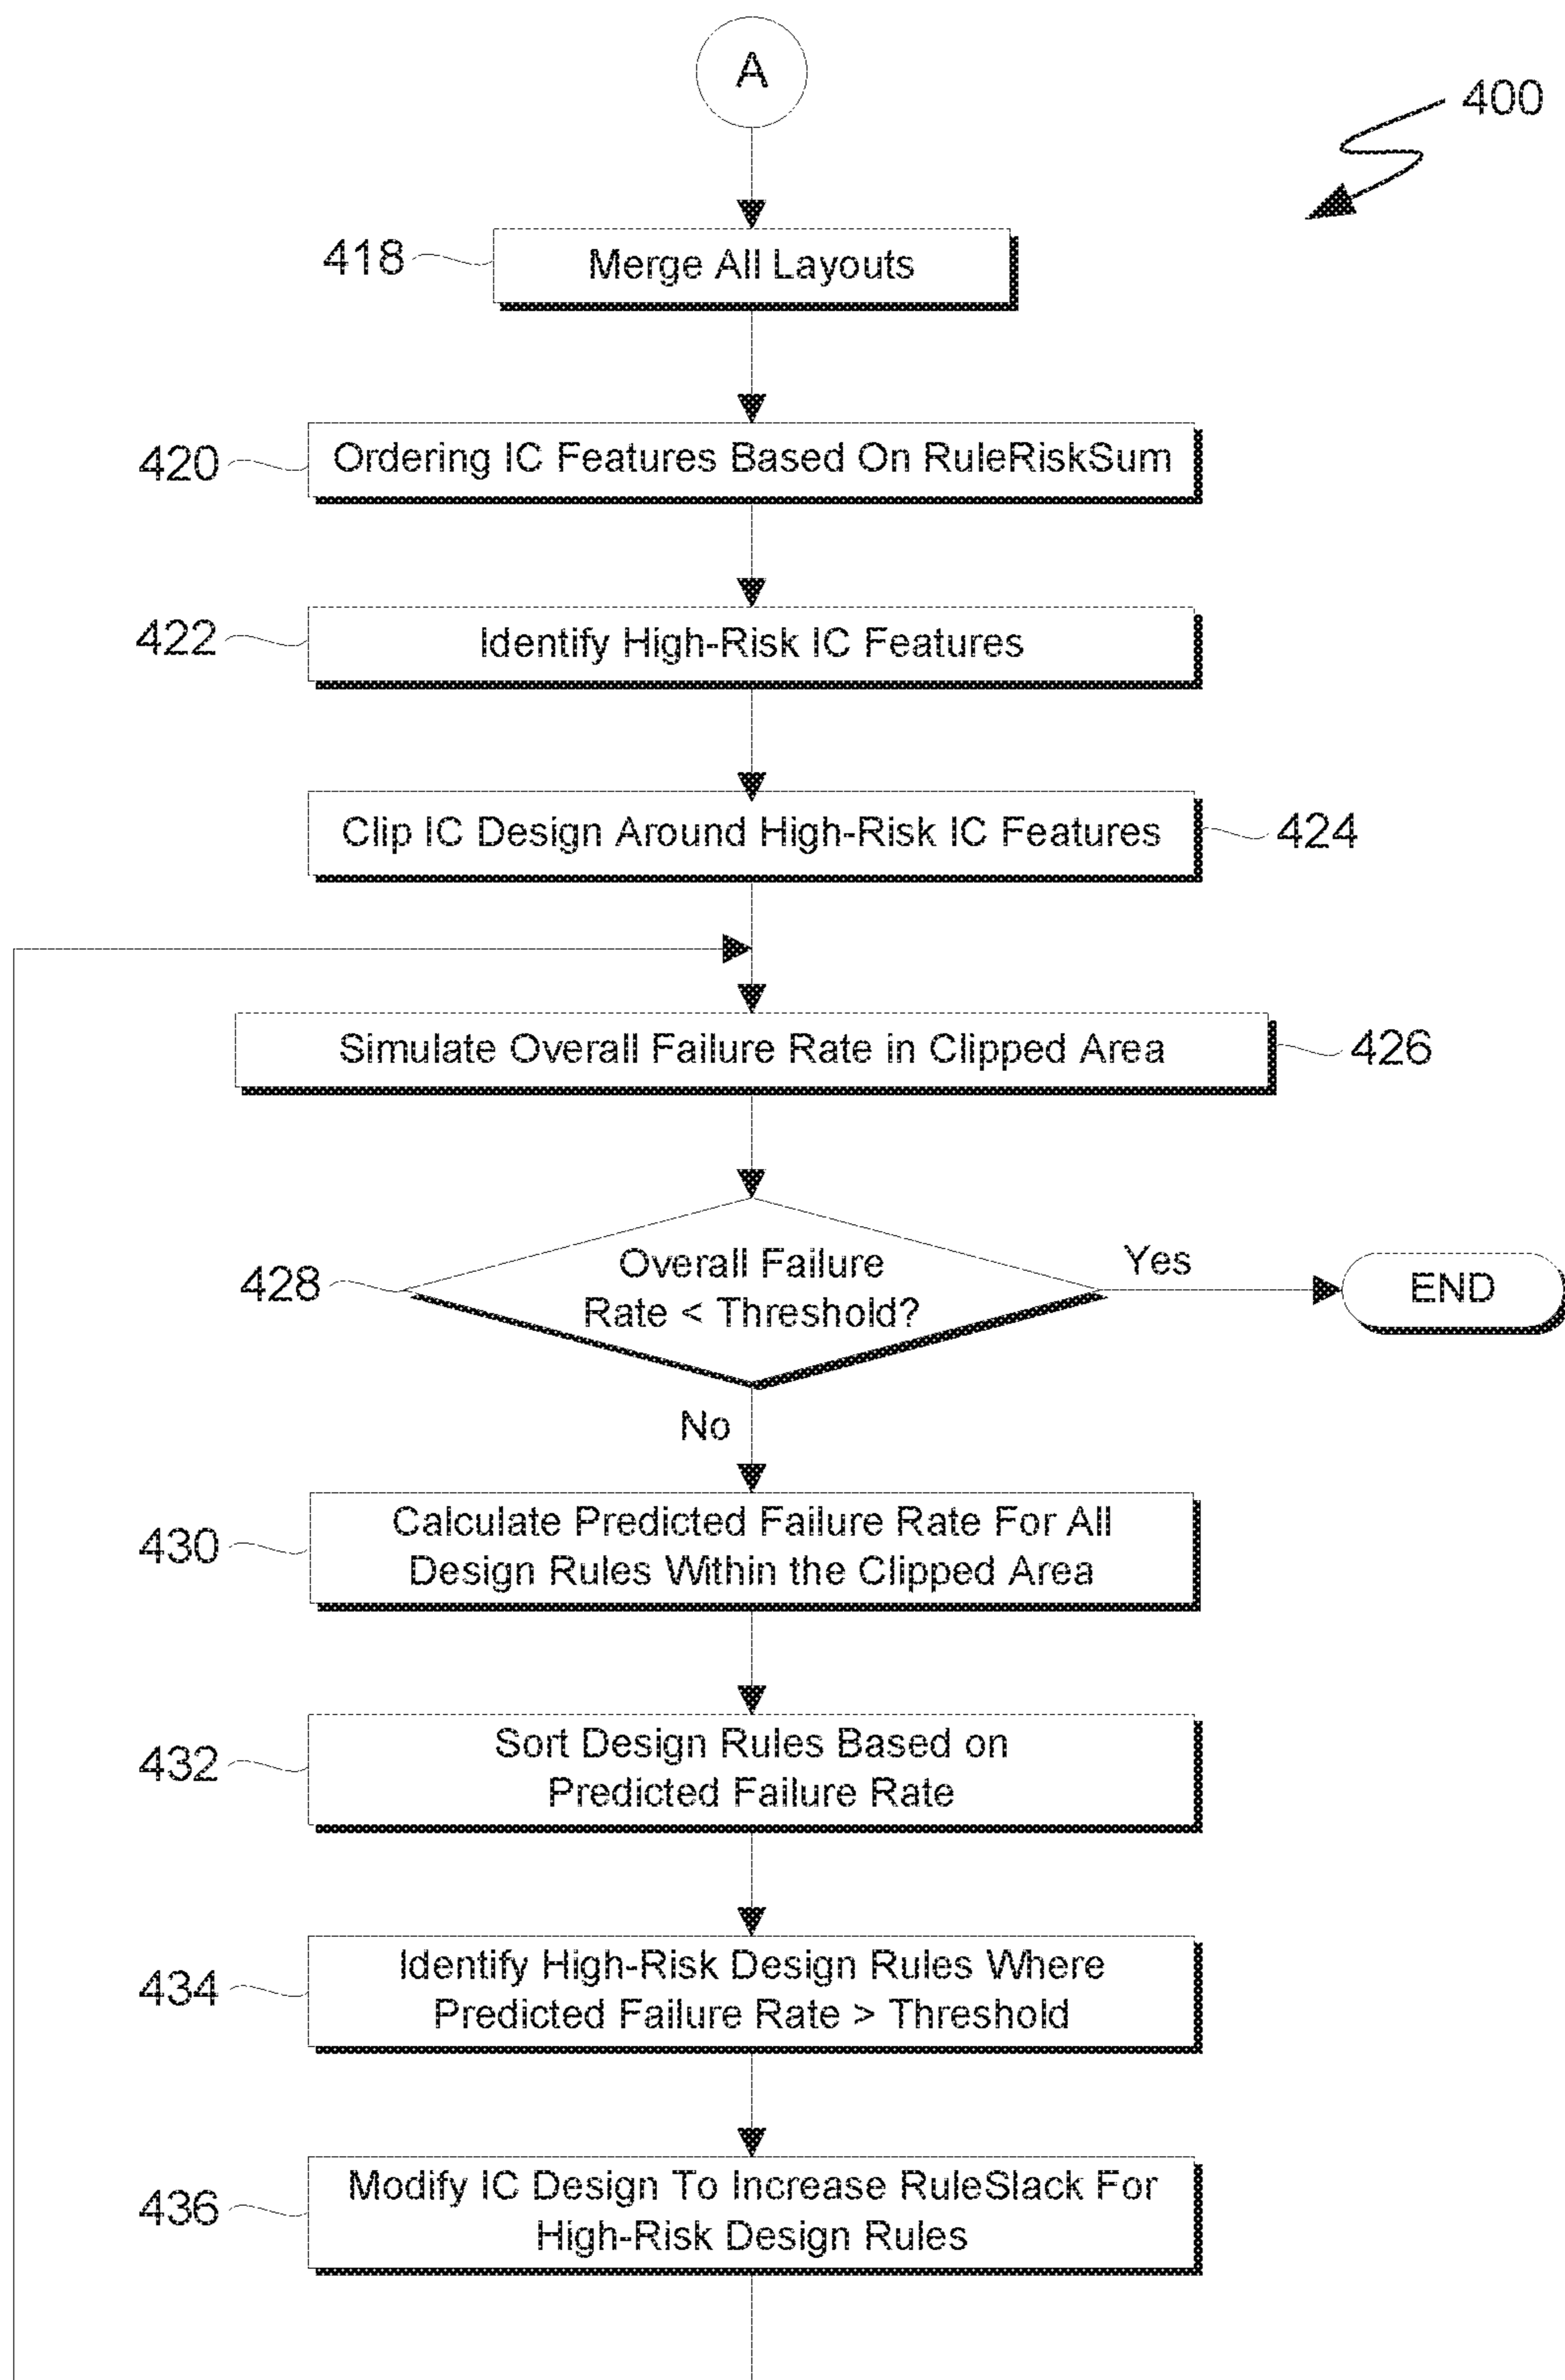 A
400
418
Merge All Layouts
420
Ordering IC Features Based On RuleRiskSum
422
Identify High-Risk IC Features
Clip IC Design Around High-Risk IC Features
424
Simulate Overall Failure Rate in Clipped Area
426
428
Overall Failure
Rate < Threshold?
Yes
END
No
430
Calculate Predicted Failure Rate For All
Design Rules Within the Clipped Area
432
Sort Design Rules Based on
Predicted Failure Rate
434
Identify High-Risk Design Rules Where
Predicted Failure Rate > Threshold
436
Modify IC Design To Increase RuleSlack For
High-Risk Design Rules